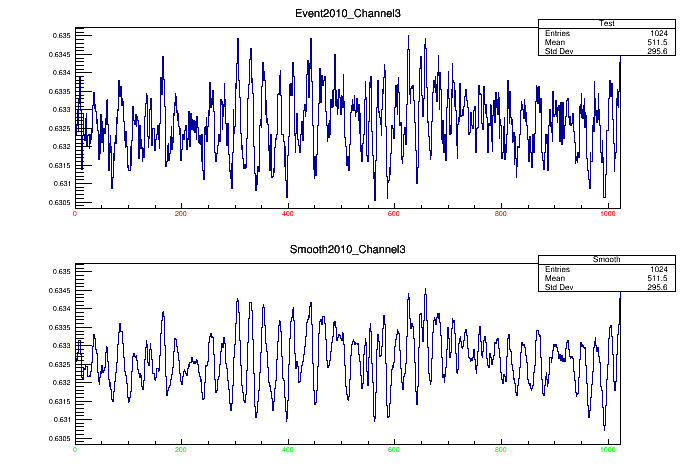 Event2010_Channel3
Test
Entries 1024
Mean 511.5
Std Dev 295.6
0.635
0.6345
0.634
0.6335
0.633
0.6325
0.632
0.6315
0.631
0.6305
0 200 400 600 800 1000
Smooth2010_Channel3
Smooth
Entries 1024
Mean 511.5
Std Dev 295.6
0.635
0.6345
0.634
0.6335
0.633
0.6325
0.632
0.6315
0.631
0.6305
0 200 400 600 800 1000